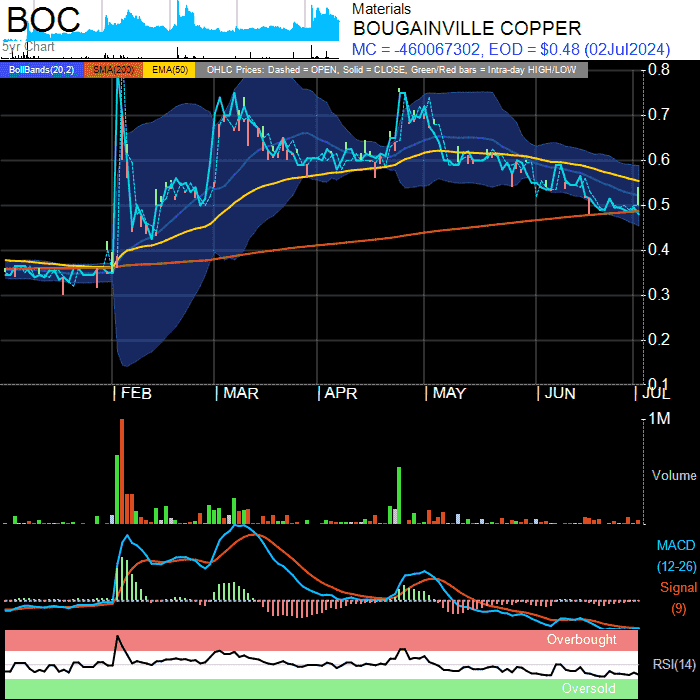 BOC
5yr Chart
Materials
BOUGAINVILLE COPPER
MC = -460067302, EOD = $0.48 (02Jul2024)
BollBands(20,2) SMA(200) EMA(50) OHLC Prices: Dashed = OPEN, Solid = CLOSE, Green/Red bars = Intra-day HIGH/LOW
0.8
0.7
0.6
0.5
0.4
0.3
0.2
0.1
FEB MAR APR MAY JUN JUL
1M
Volume
MACD
(12-26)
Signal
(9)
Overbought
RSI(14)
Oversold